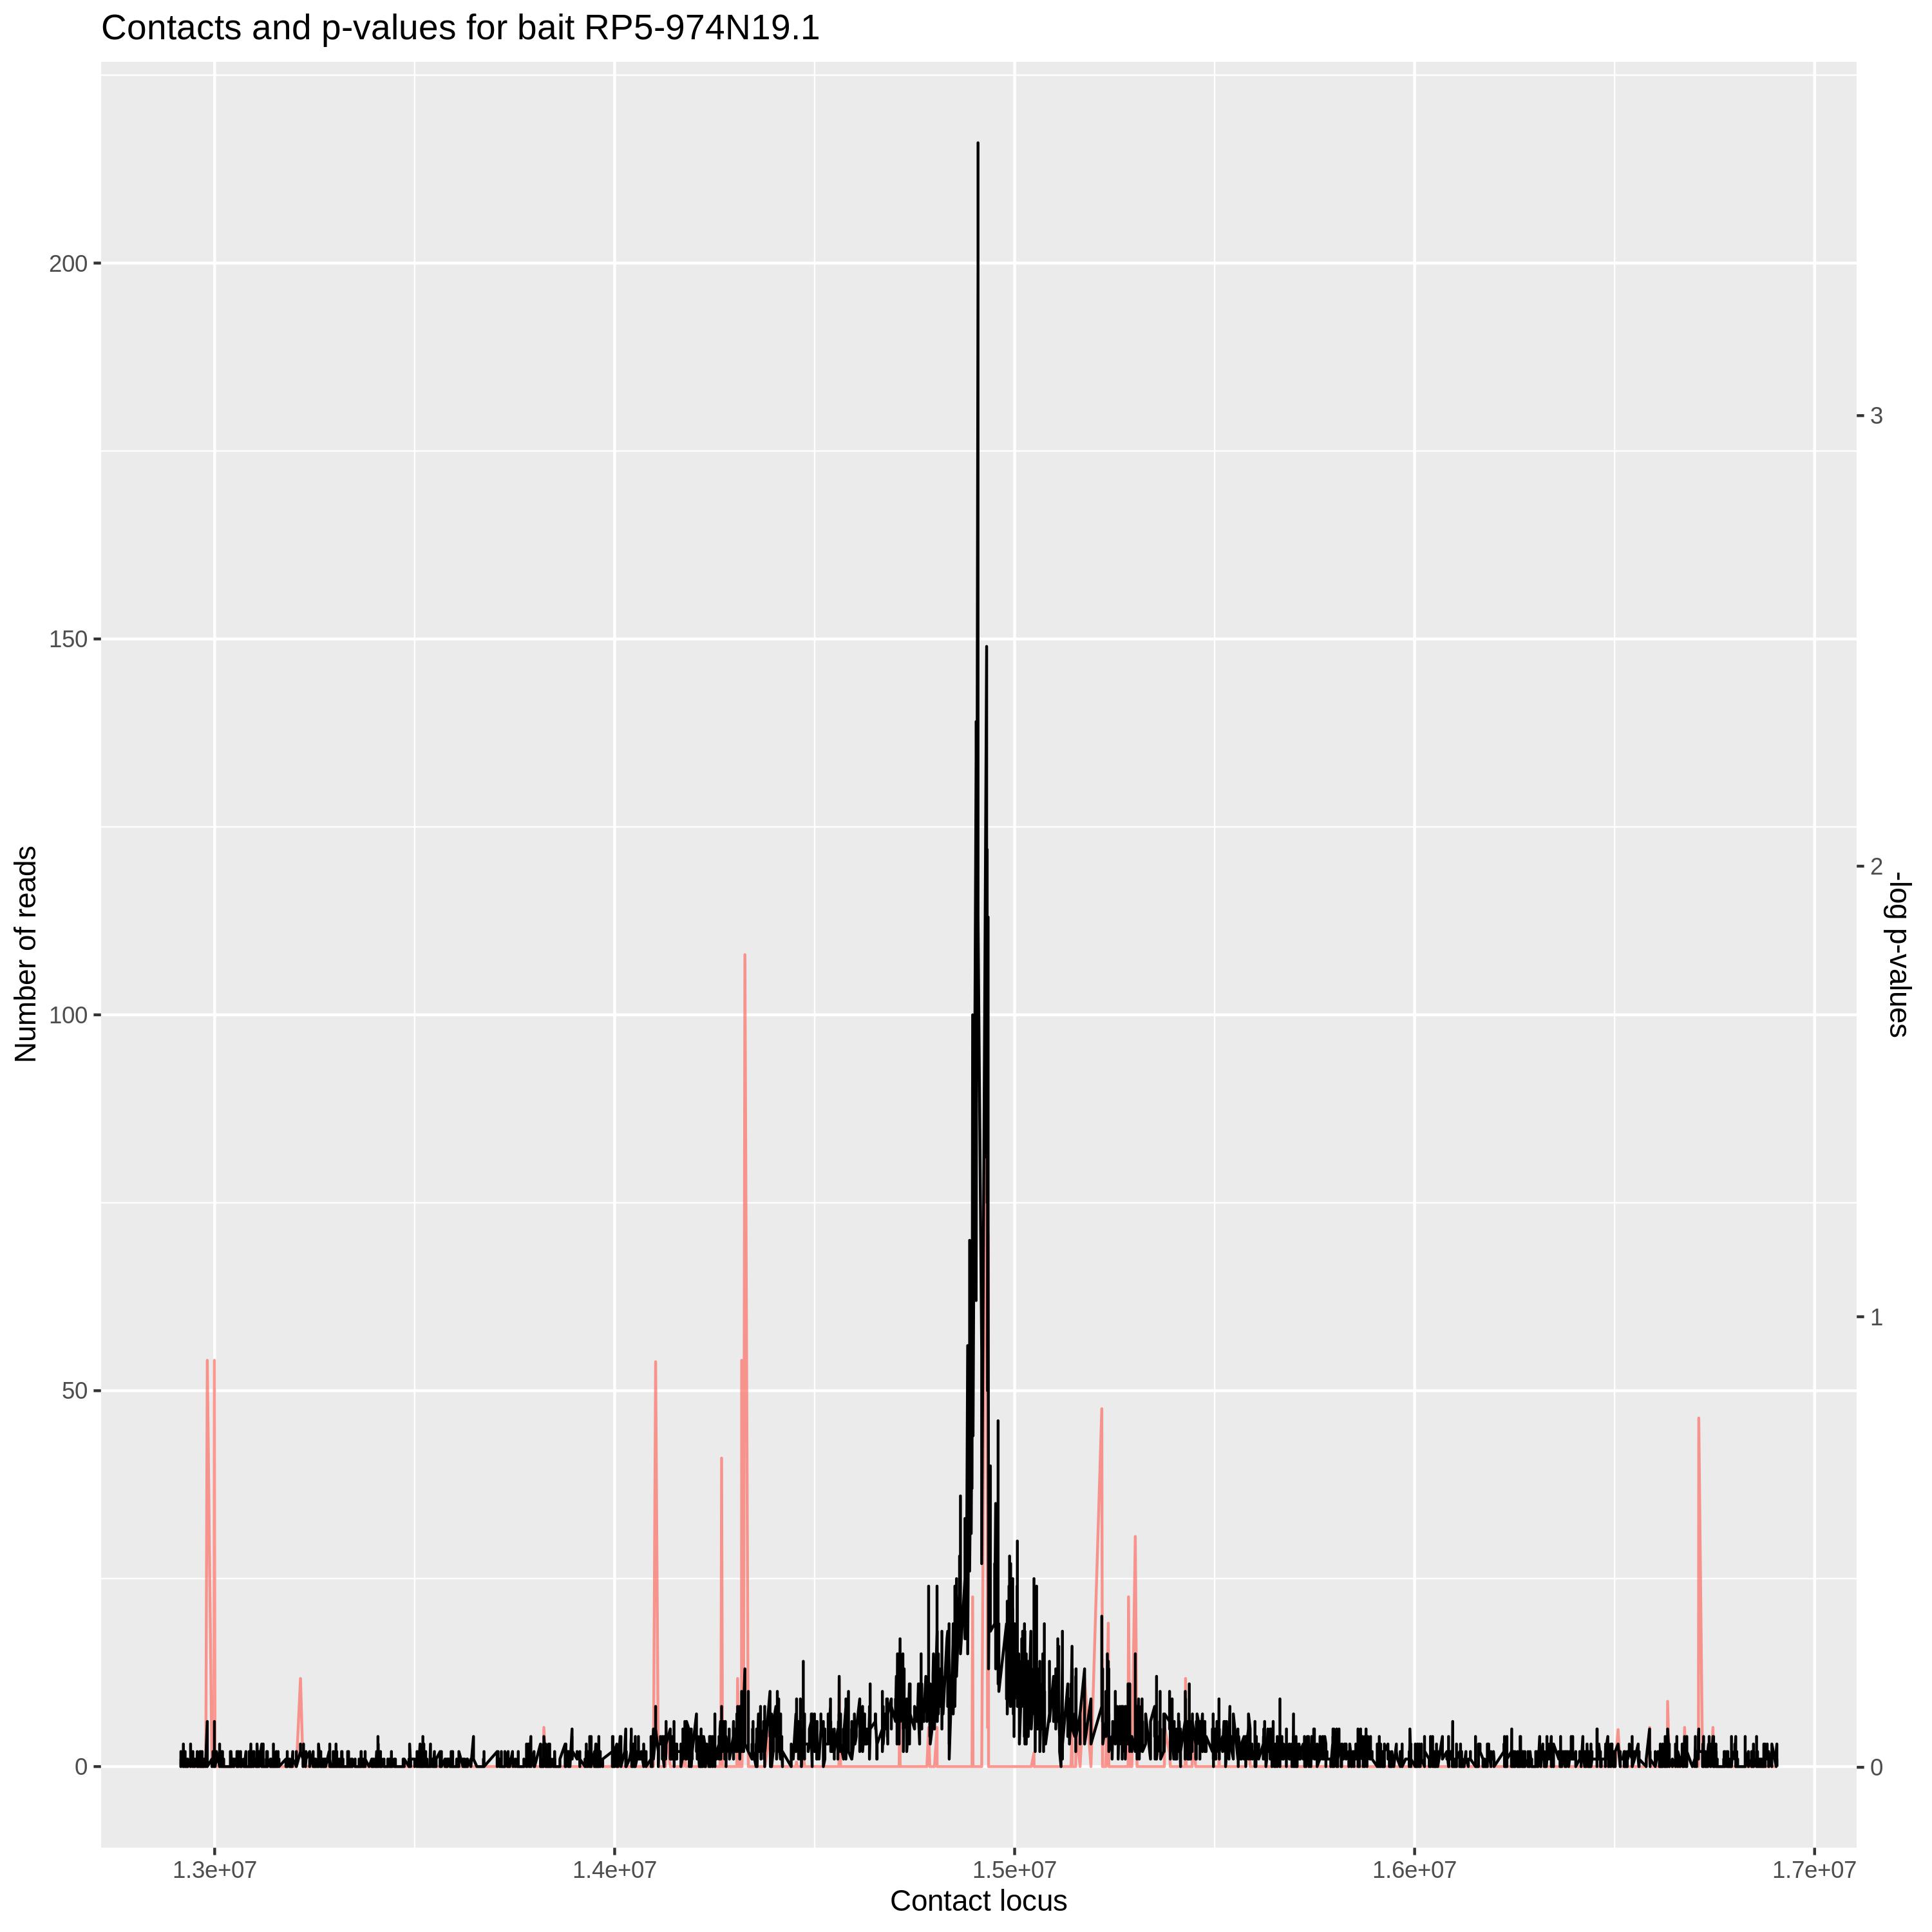 Contacts and p-values for bait RP5-974N19.1
Number of reads
200
150
100
50
0
3
2
1
0
-log p-values
1.3e+07
1.4e+07
1.5e+07
1.6e+07
1.7e+07
Contact locus